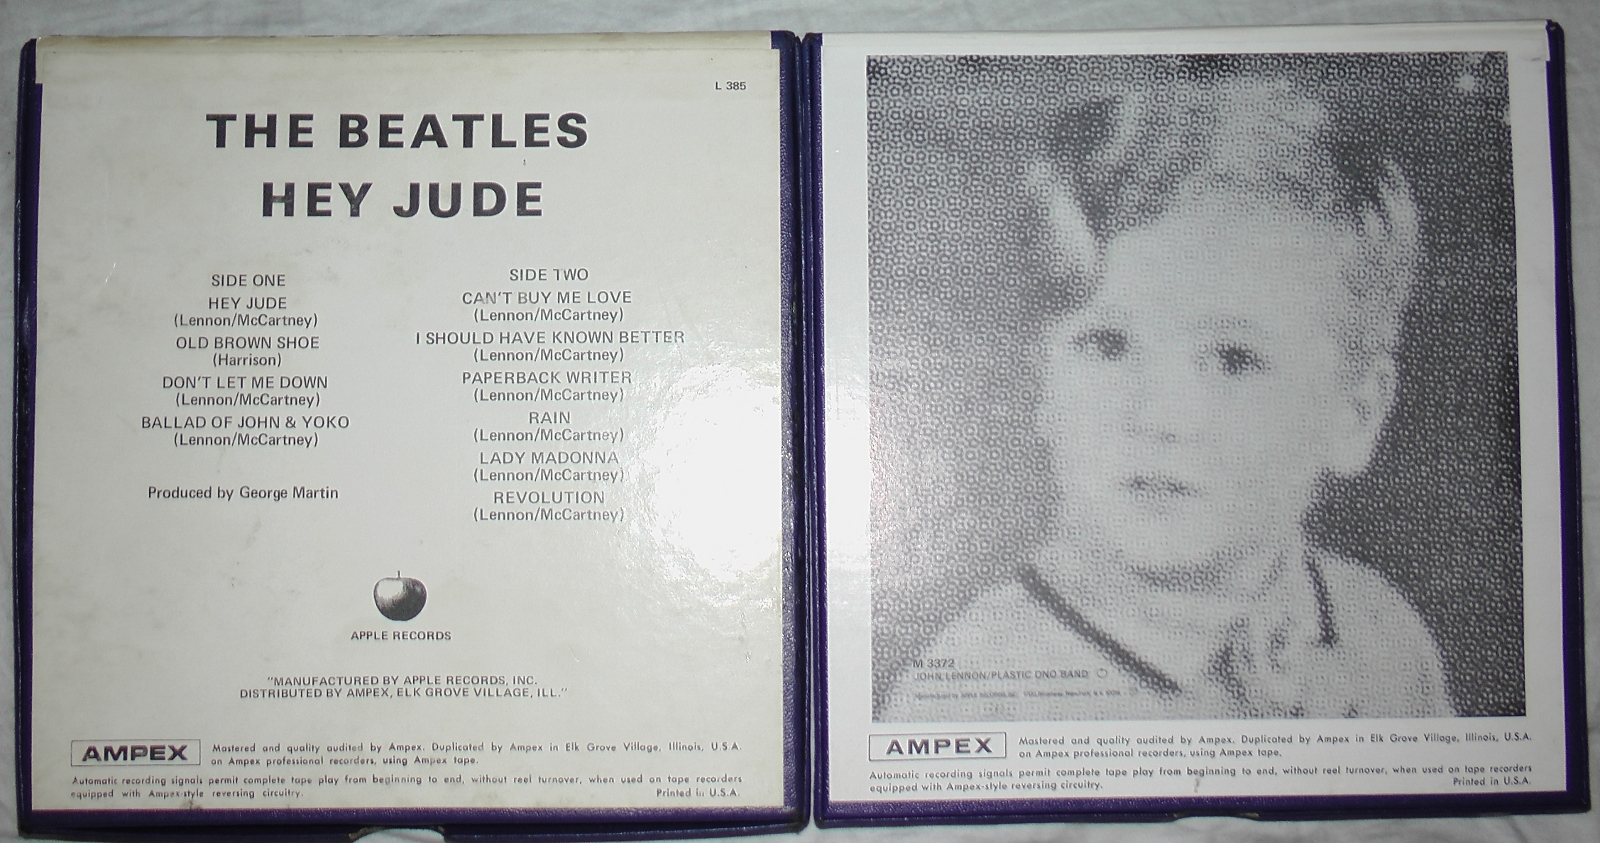 L 385
THE BEATLES
HEY JUDE
SIDE ONE
HEY JUDE
(Lennon/McCartney)
OLD BROWN SHOE
(Harrison)
DON'T LET ME DOWN
(Lennon/McCartney)
BALLAD OF JOHN & YOKO
(Lennon/McCartney)
Produced by George Martin
SIDE TWO
CAN'T BUY ME LOVE
(Lennon/McCartney)
I SHOULD HAVE KNOWN BETTER
(Lennon/McCartney)
PAPERBACK WRITER
(Lennon/McCartney)
RAIN
(Lennon/McCartney)
LADY MADONNA
(Lennon/McCartney)
REVOLUTION
(Lennon/McCartney)
APPLE RECORDS
"MANUFACTURED BY APPLE RECORDS, INC.
DISTRIBUTED BY AMPEX, ELK GROVE VILLAGE, ILL."
AMPEX
Mastered and quality audited by Ampex. Duplicated by Ampex in Elk Grove Village, Illinois, U.S.A.
on Ampex professional recorders, using Ampex tape.
Automatic recording signals permit complete tape play from beginning to end, without reel turnover, when used on tape recorders
equipped with Ampex-style reversing circuitry.
Printed in U.S.A.
M 3372
JOHN LENNON/PLASTIC ONO BAND
AMPEX
Mastered and quality audited by Ampex. Duplicated by Ampex in Elk Grove Village, Illinois, U.S.A.
on Ampex professional recorders, using Ampex tape.
Automatic recording signals permit complete tape play from beginning to end, without reel turnover, when used on tape recorders
equipped with Ampex-style reversing circuitry.
Printed in U.S.A.